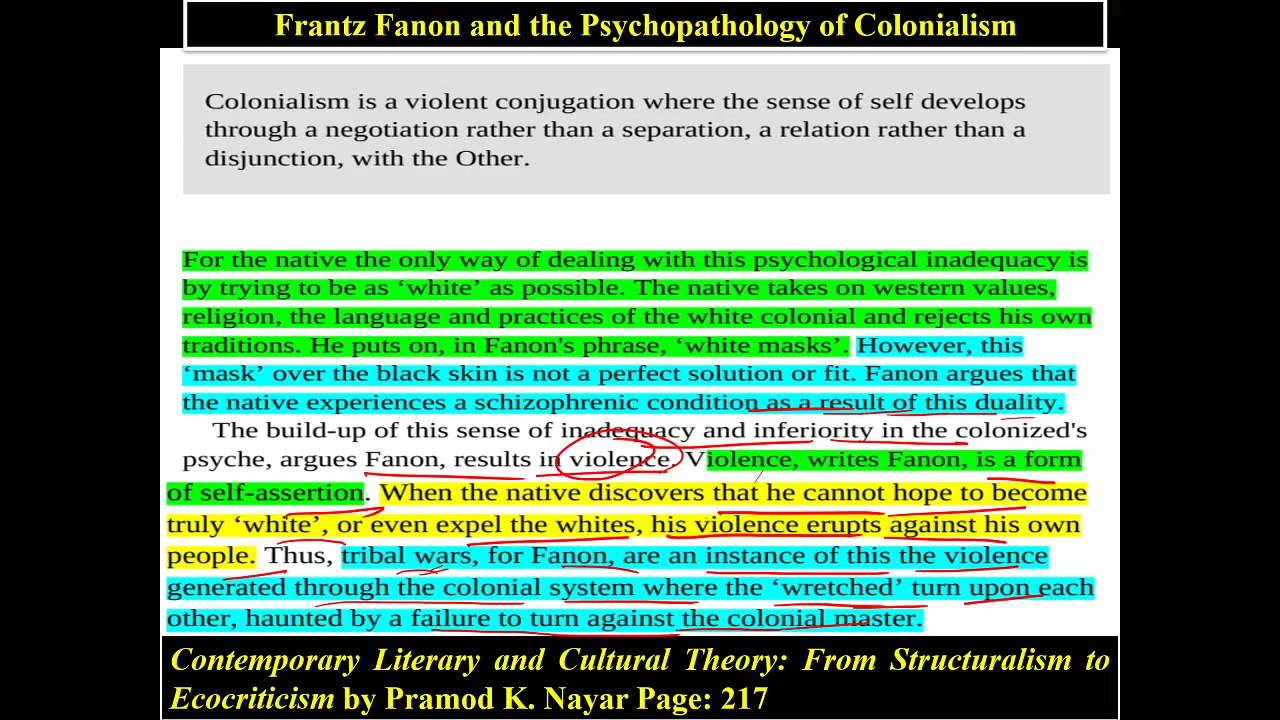 Frantz Fanon and the Psychopathology of Colonialism
Colonialism is a violent conjugation where the sense of self develops
through a negotiation rather than a separation, a relation rather than a
disjunction, with the Other.
For the native the only way of dealing with this psychological inadequacy is
by trying to be as ‘white’ as possible. The native takes on western values,
religion, the language and practices of the white colonial and rejects his own
traditions. He puts on, in Fanon's phrase, ‘white masks’. However, this
‘mask’ over the black skin is not a perfect solution or fit. Fanon argues that
the native experiences a schizophrenic condition as a result of this duality.
The build-up of this sense of inadequacy and inferiority in the colonized's
psyche, argues Fanon, results in violence. Violence, writes Fanon, is a form
of self-assertion. When the native discovers that he cannot hope to become
truly ‘white’, or even expel the whites, his violence erupts against his own
people. Thus, tribal wars, for Fanon, are an instance of this the violence
generated through the colonial system where the ‘wretched’ turn upon each
other, haunted by a failure to turn against the colonial master.
Contemporary Literary and Cultural Theory: From Structuralism to
Ecocriticism by Pramod K. Nayar Page: 217